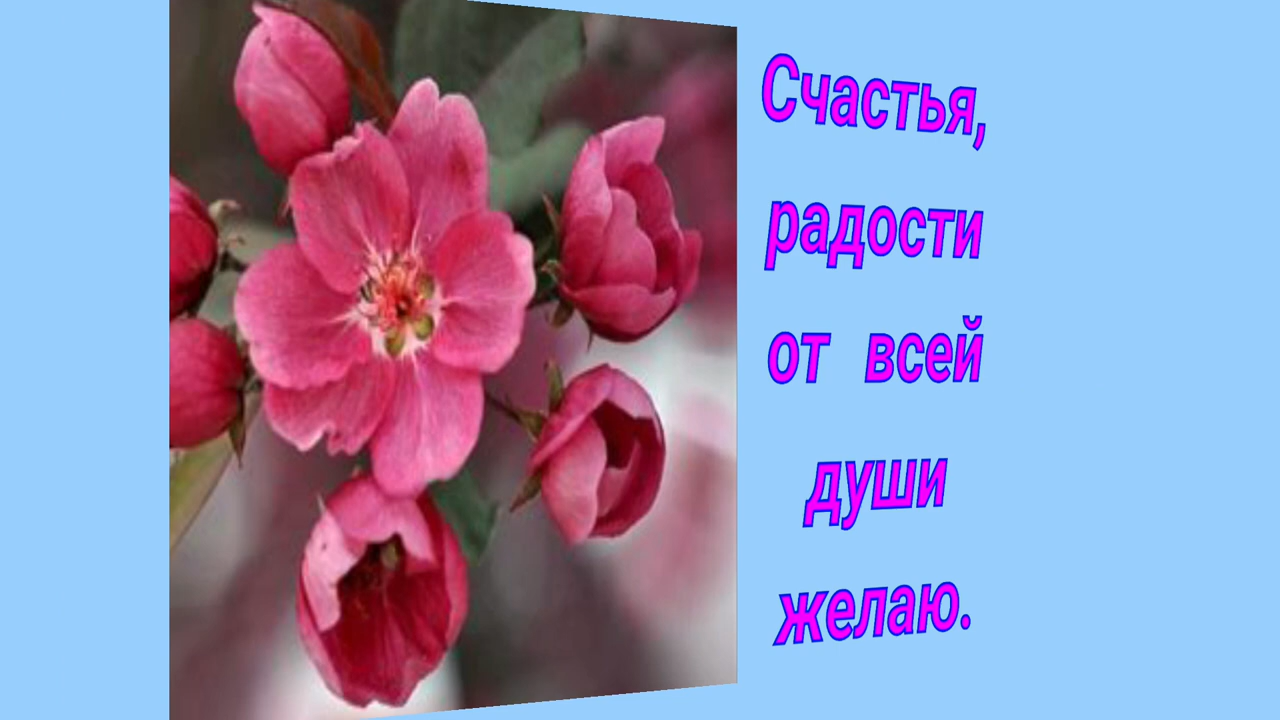 Счастья,
радости
от всей
души
желаю.